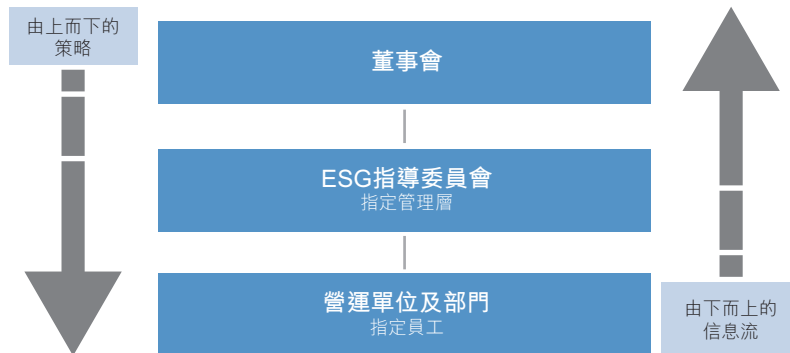 由上而下的
策略
董事會
ESG指導委員會
指定管理層
營運單位及部門
指定員工
由下而上的
信息流